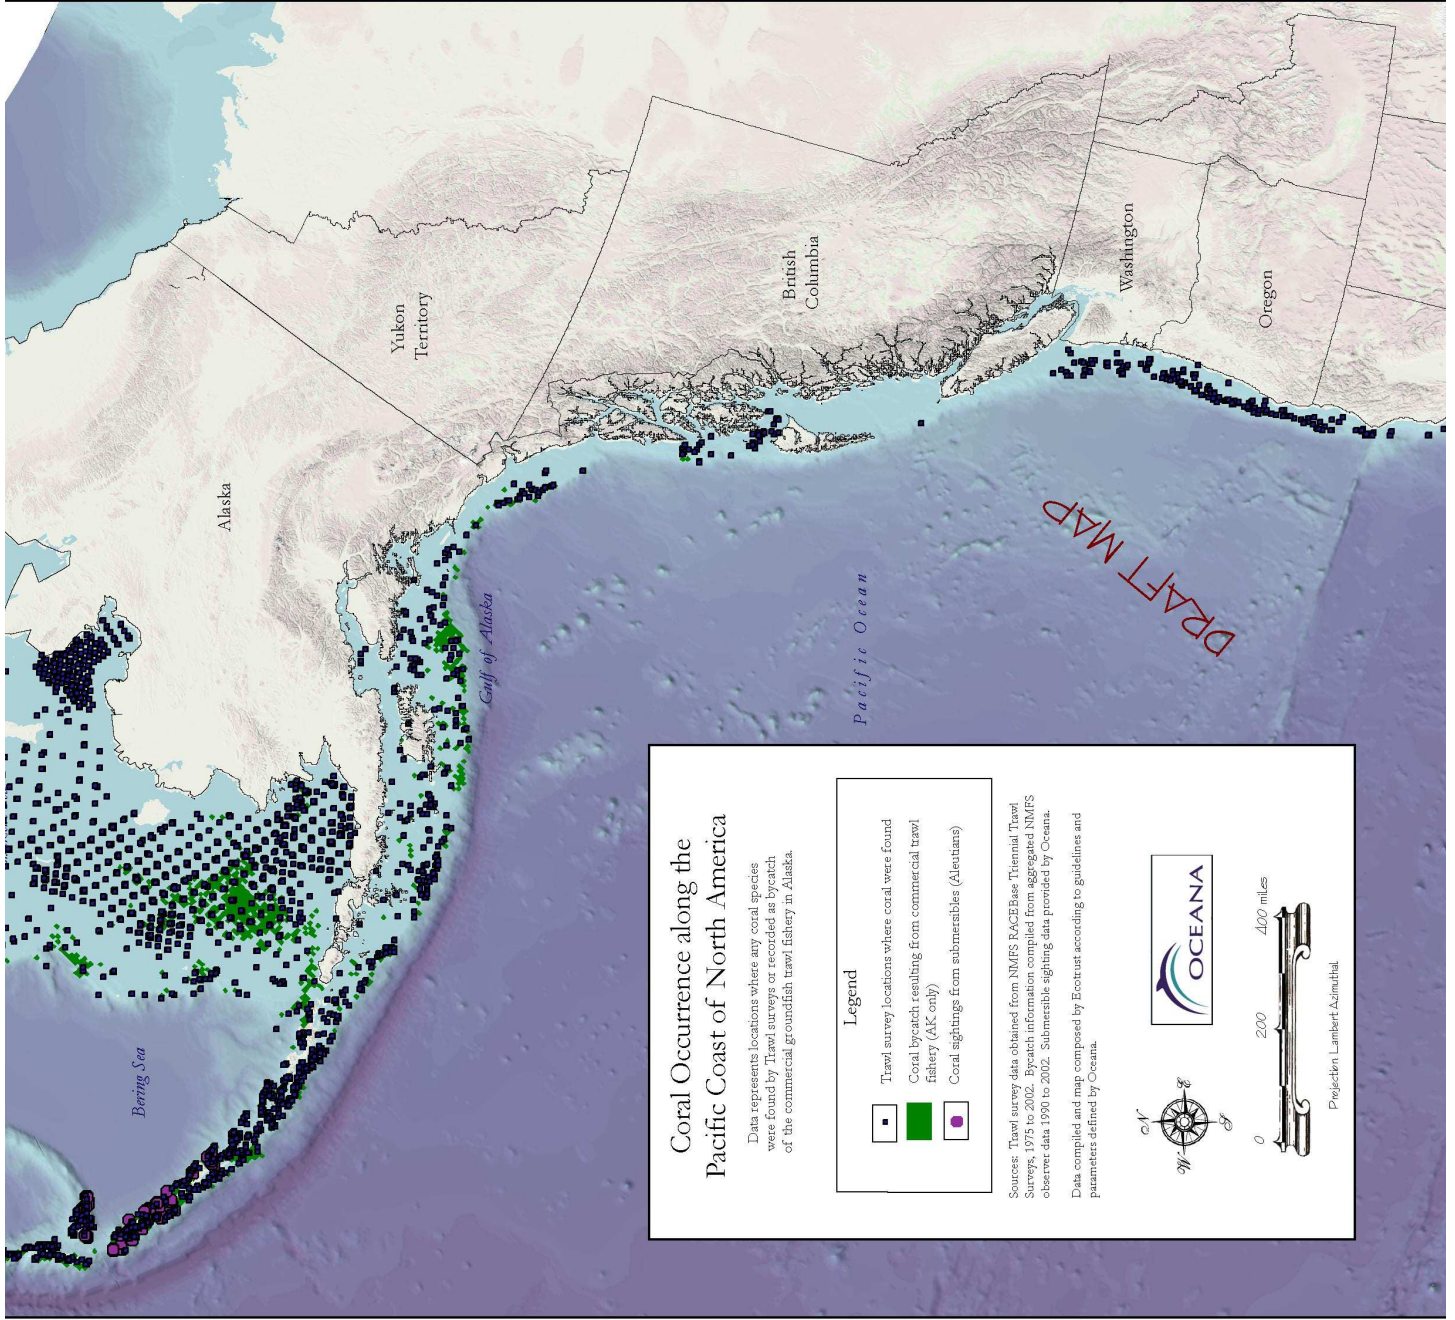 Alaska
Yukon
Territory
British
Columbia
Washington
Oregon
Bering Sea
Gulf of Alaska
Pacific Ocean
DRAFT MAP
Coral Occurrence along the
Pacific Coast of North America
Data represents locations where any coral species
were found by Trawl surveys or recorded as bycatch
of the commercial groundfish trawl fishery in Alaska.
Legend
Trawl survey locations where coral were found
Coral bycatch resulting from commercial trawl
fishery (AK only)
Coral sightings from submersibles (Aleutians)
Sources: Trawl survey data obtained from NMFS RACEBase Triennial Trawl
Surveys, 1975 to 2002. Bycatch information compiled from aggregated NMFS
observer data 1990 to 2002. Submersible sighting data provided by Oceana.
Data compiled and map composed by Ecotrust according to guidelines and
parameters defined by Oceana.
N
W
E
S
OCEANA
0 200 400 miles
Projection Lambert Azimuthal